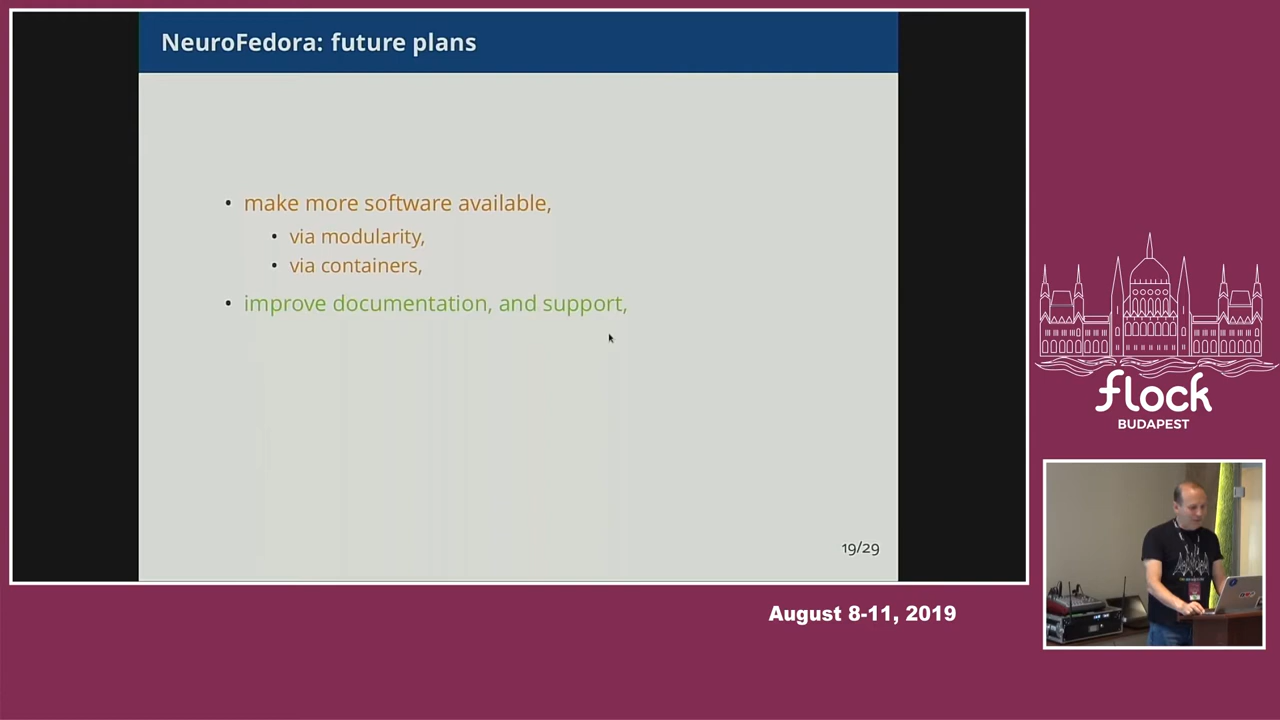 NeuroFedora: future plans
• make more software available,
• via modularity,
• via containers,
• improve documentation, and support,
19/29
flock
BUDAPEST
August 8-11, 2019